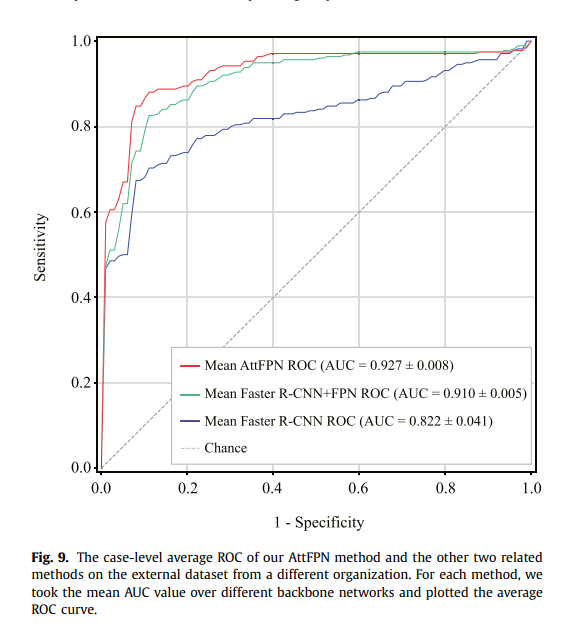 1.0
0.8
0.6
0.4
0.2
0.0
Sensitivity
Mean AttFPN ROC (AUC = 0.927 ± 0.008)
Mean Faster R-CNN+FPN ROC (AUC = 0.910 ± 0.005)
Mean Faster R-CNN ROC (AUC = 0.822 ± 0.041)
Chance
0.0 0.2 0.4 0.6 0.8 1.0
1 - Specificity
Fig. 9. The case-level average ROC of our AttFPN method and the other two related
methods on the external dataset from a different organization. For each method, we
took the mean AUC value over different backbone networks and plotted the average
ROC curve.